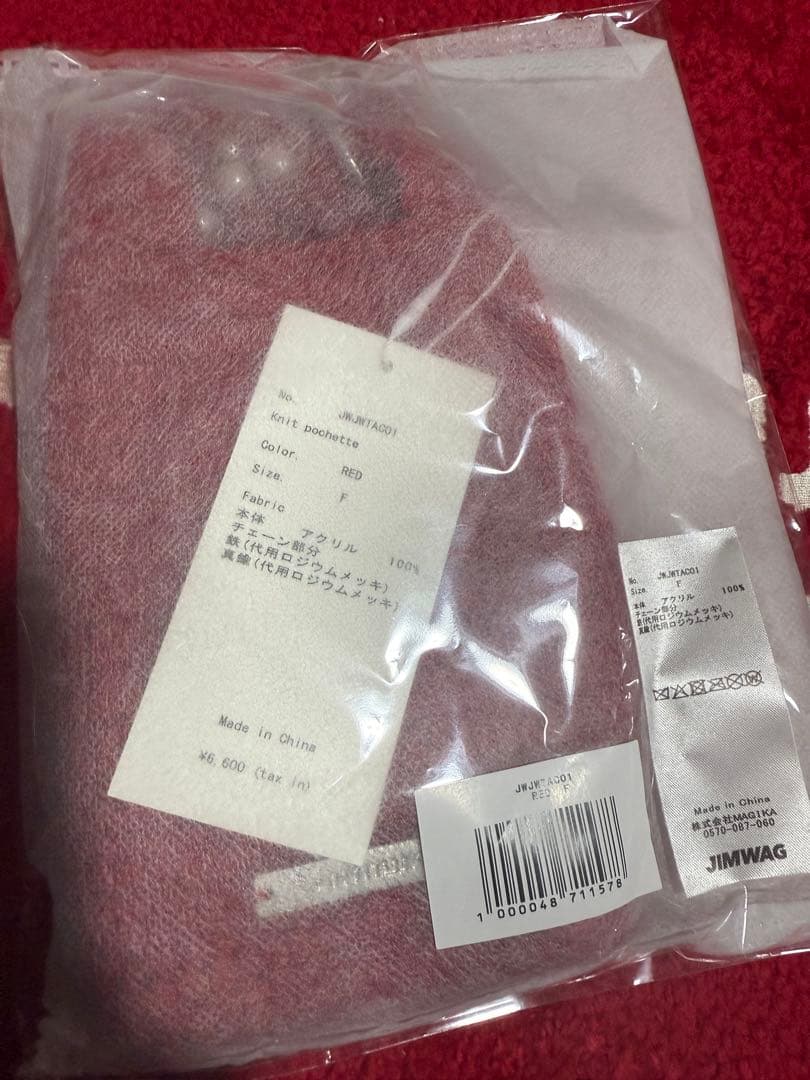 No. JWJWTAC01
Knit pochette
Color. RED
Size. F
Fabric
本体 アクリル 100%
チェーン部分
鉄(代用ロジウムメッキ)
真鍮(代用ロジウムメッキ)
Made in China
¥6,600 (tax in)
JWJWTAC01
RED F
1 000048 711578
No. JWJWTAC01
Size. F
本体 アクリル 100%
チェーン部分
鉄(代用ロジウムメッキ)
真鍮(代用ロジウムメッキ)
Made in China
株式会社MAGIKA
0570-087-060
JIMWAG